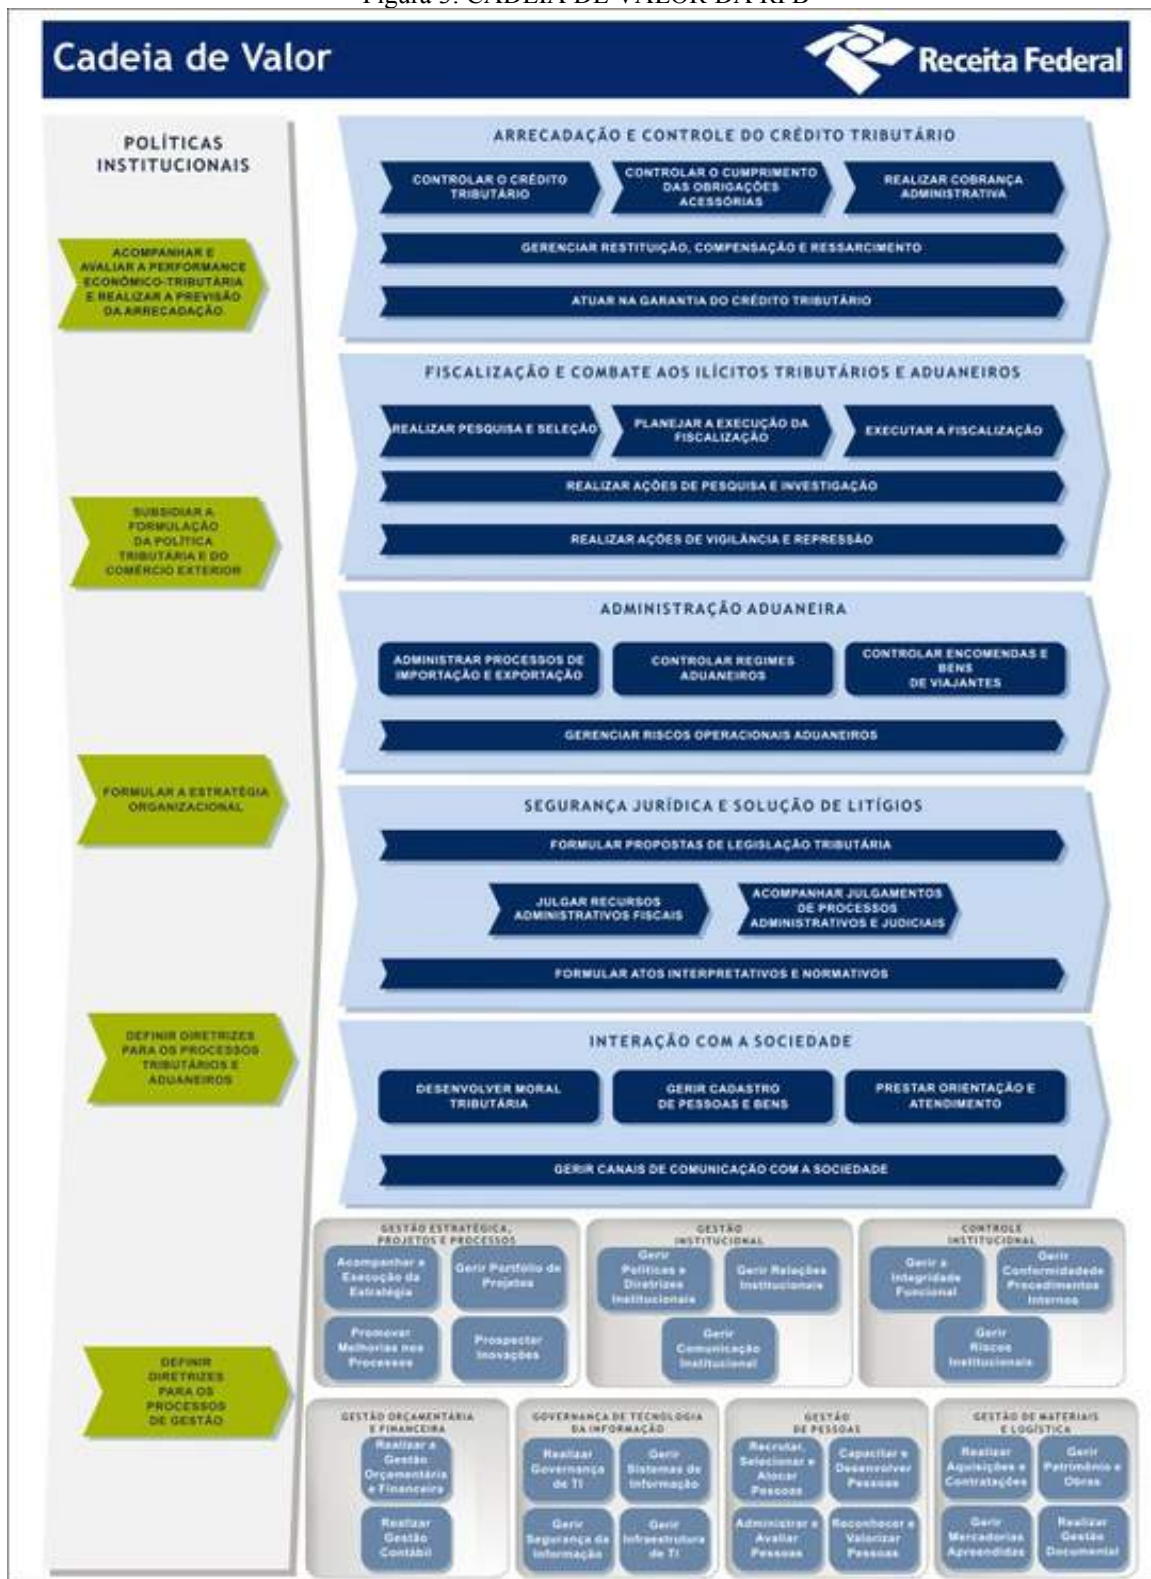 Figura 5: CADEIA DE VALOR DA RFB
Cadeia de Valor
Receita Federal
POLÍTICAS
INSTITUCIONAIS
ACOMPANHAR E
AVALIAR A PERFORMANCE
ECONÔMICO-TRIBUTÁRIA
E REALIZAR A PREVISÃO
DA ARRECADAÇÃO
SUBSIDIAR A
FORMULAÇÃO
DA POLÍTICA
TRIBUTÁRIA E DO
COMÉRCIO EXTERIOR
FORMULAR A ESTRATÉGIA
ORGANIZACIONAL
DEFINIR DIRETRIZES
PARA OS PROCESSOS
TRIBUTÁRIOS E
ADUANEIROS
DEFINIR
DIRETRIZES
PARA OS
PROCESSOS
DE GESTÃO
ARRECADAÇÃO E CONTROLE DO CRÉDITO TRIBUTÁRIO
CONTROLAR O CRÉDITO
TRIBUTÁRIO
CONTROLAR O CUMPRIMENTO
DAS OBRIGAÇÕES
ACESSÓRIAS
REALIZAR COBRANÇA
ADMINISTRATIVA
GERENCIAR RESTITUIÇÃO, COMPENSAÇÃO E RESSARCIMENTO
ATUAR NA GARANTIA DO CRÉDITO TRIBUTÁRIO
FISCALIZAÇÃO E COMBATE AOS ILÍCITOS TRIBUTÁRIOS E ADUANEIROS
REALIZAR PESQUISA E SELEÇÃO
PLANEJAR A EXECUÇÃO DA
FISCALIZAÇÃO
EXECUTAR A FISCALIZAÇÃO
REALIZAR AÇÕES DE PESQUISA E INVESTIGAÇÃO
REALIZAR AÇÕES DE VIGILÂNCIA E REPRESSÃO
ADMINISTRAÇÃO ADUANEIRA
ADMINISTRAR PROCESSOS DE
IMPORTAÇÃO E EXPORTAÇÃO
CONTROLAR REGIMES
ADUANEIROS
CONTROLAR ENCOMENDAS E
BENS
DE VIAJANTES
GERENCIAR RISCOS OPERACIONAIS ADUANEIROS
SEGURANÇA JURÍDICA E SOLUÇÃO DE LITÍGIOS
FORMULAR PROPOSTAS DE LEGISLAÇÃO TRIBUTÁRIA
JULGAR RECURSOS
ADMINISTRATIVOS FISCAIS
ACOMPANHAR JULGAMENTOS
DE PROCESSOS
ADMINISTRATIVOS E JUDICIAIS
FORMULAR ATOS INTERPRETATIVOS E NORMATIVOS
INTERAÇÃO COM A SOCIEDADE
DESENVOLVER MORAL
TRIBUTÁRIA
GERIR CADASTRO
DE PESSOAS E BENS
PRESTAR ORIENTAÇÃO E
ATENDIMENTO
GERIR CANAIS DE COMUNICAÇÃO COM A SOCIEDADE
GESTÃO ESTRATÉGICA,
PROJETOS E PROCESSOS
Acompanhar a
Execução da
Estratégia
Gerir Portfólio de
Projetos
Promover
Melhorias nos
Processos
Prospectar
Inovações
GESTÃO
INSTITUCIONAL
Gerir
Políticas e
Diretrizes
Institucionais
Gerir Relações
Institucionais
Gerir
Comunicação
Institucional
CONTROLE
INSTITUCIONAL
Gerir a
Integridade
Funcional
Gerir
Conformidadede
Procedimentos
Internos
Gerir
Riscos
Institucionais
GESTÃO ORÇAMENTÁRIA
E FINANCEIRA
Realizar a
Gestão
Orçamentária
e Financeira
Realizar
Gestão
Contábil
GOVERNANÇA DE TECNOLOGIA
DA INFORMAÇÃO
Realizar
Governança
de TI
Gerir
Sistemas de
Informação
Gerir
Segurança da
Informação
Gerir
Infraestrutura
de TI
GESTÃO
DE PESSOAS
Recrutar,
Selecionar e
Alocar
Pessoas
Capacitar e
Desenvolver
Pessoas
Administrar e
Avaliar
Pessoas
Reconhecer e
Valorizar
Pessoas
GESTÃO DE MATERIAIS
E LOGÍSTICA
Realizar
Aquisições e
Contratações
Gerir
Patrimônio e
Obras
Gerir
Mercadorias
Apreendidas
Realizar
Gestão
Documental